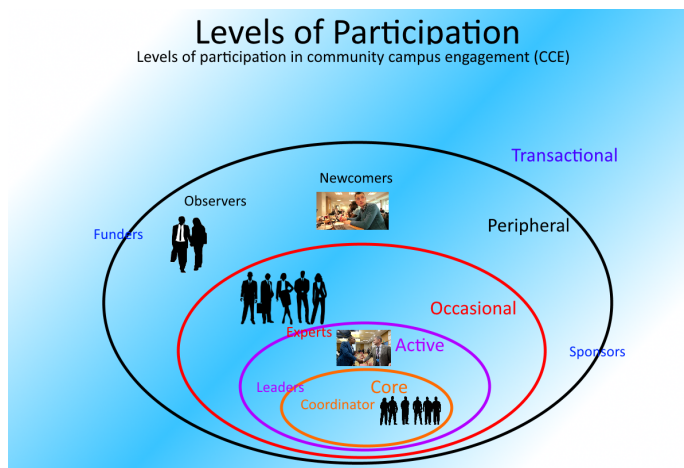 Levels of Participation
Levels of participation in community campus engagement (CCE)
Transactional
Newcomers
Observers
Peripheral
Funders
Occasional
Experts
Active
Sponsors
Leaders
Core
Coordinator